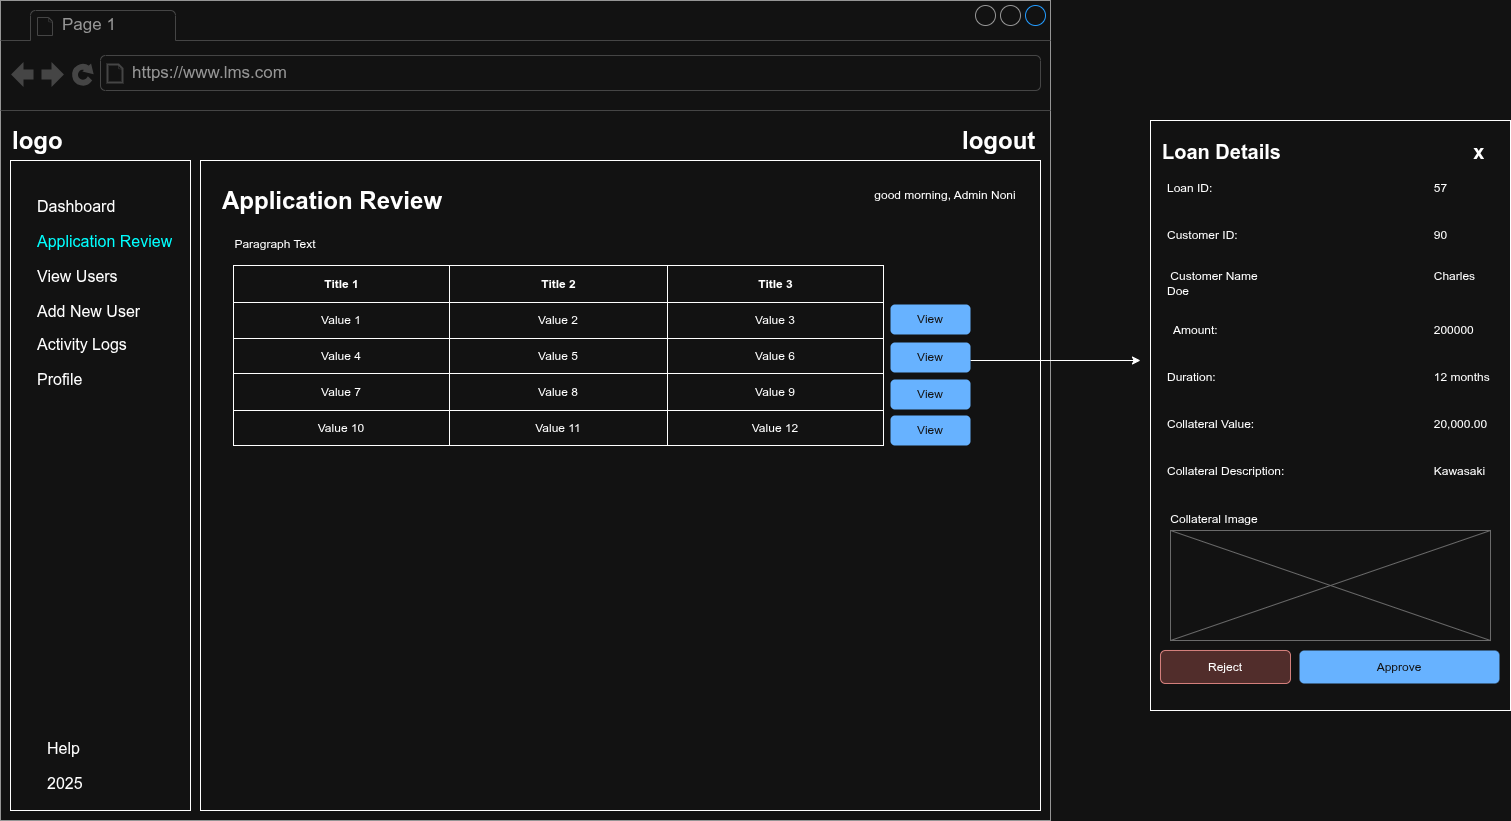 Page 1
https://www.lms.com
logo
logout
Dashboard
Application Review
View Users
Add New User
Activity Logs
Profile
Help
2025
Application Review
good morning, Admin Noni
Paragraph Text
Title 1 Title 2 Title 3
Value 1 Value 2 Value 3 View
Value 4 Value 5 Value 6 View
Value 7 Value 8 Value 9 View
Value 10 Value 11 Value 12 View
Loan Details x
Loan ID: 57
Customer ID: 90
Customer Name Charles
Doe
Amount: 200000
Duration: 12 months
Collateral Value: 20,000.00
Collateral Description: Kawasaki
Collateral Image
Reject Approve